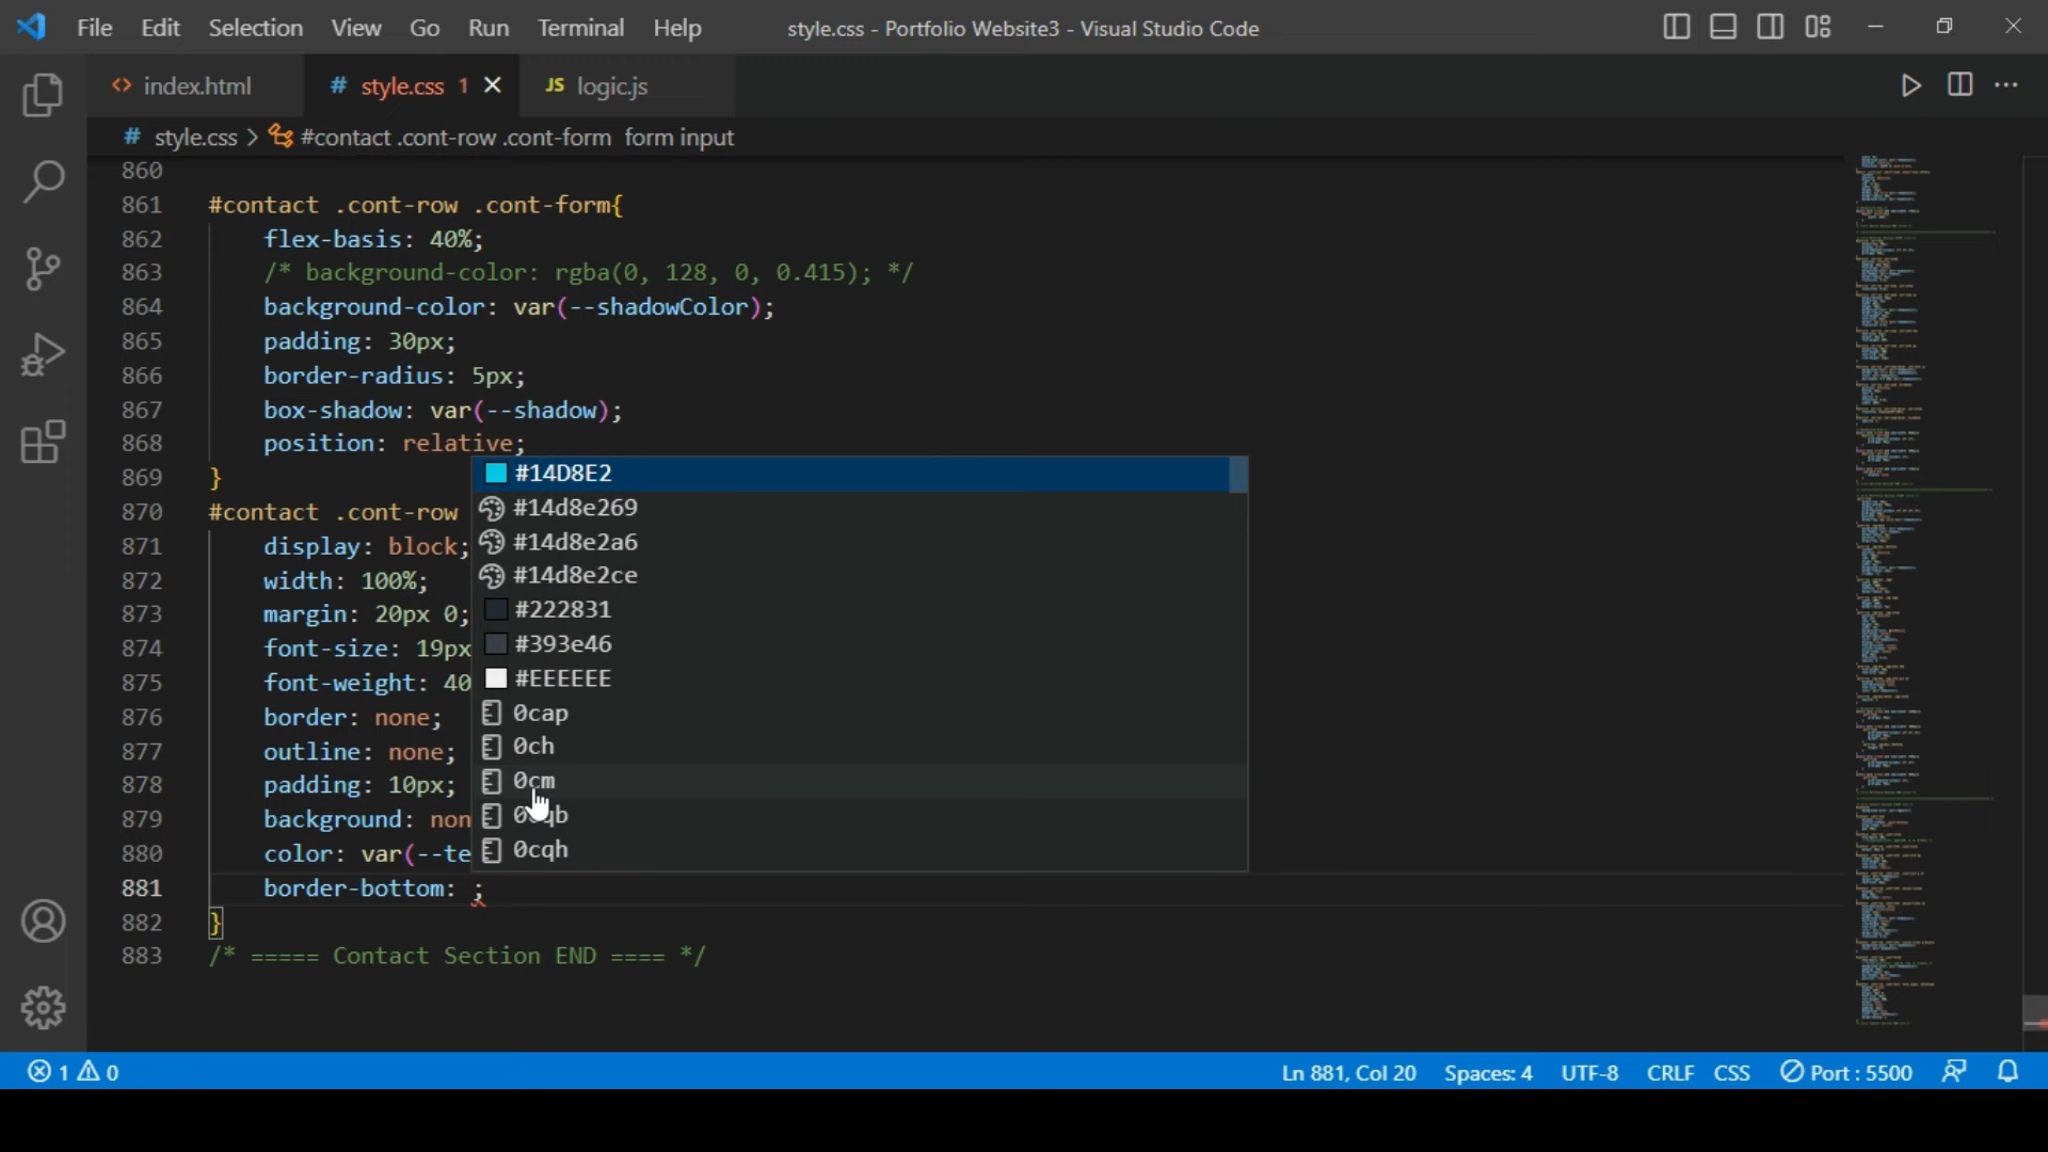 File Edit Selection View Go Run Terminal Help style.css - Portfolio Website3 - Visual Studio Code
<> index.html # style.css 1 JS logic.js
# style.css > #contact .cont-row .cont-form form input
860
861 #contact .cont-row .cont-form{
862 flex-basis: 40%;
863 /* background-color: rgba(0, 128, 0, 0.415); */
864 background-color: var(--shadowColor);
865 padding: 30px;
866 border-radius: 5px;
867 box-shadow: var(--shadow);
868 position: relative;
869 }
870 #contact .cont-row
871 display: block;
872 width: 100%;
873 margin: 20px 0;
874 font-size: 19px
875 font-weight: 40
876 border: none;
877 outline: none;
878 padding: 10px;
879 background: non
880 color: var(--te
881 border-bottom: ;
882 }
883 /* ===== Contact Section END ==== */
#14D8E2
#14d8e269
#14d8e2a6
#14d8e2ce
#222831
#393e46
#EEEEEE
0cap
0ch
0cm
0cqb
0cqh
1 0 Ln 881, Col 20 Spaces: 4 UTF-8 CRLF CSS Port : 5500